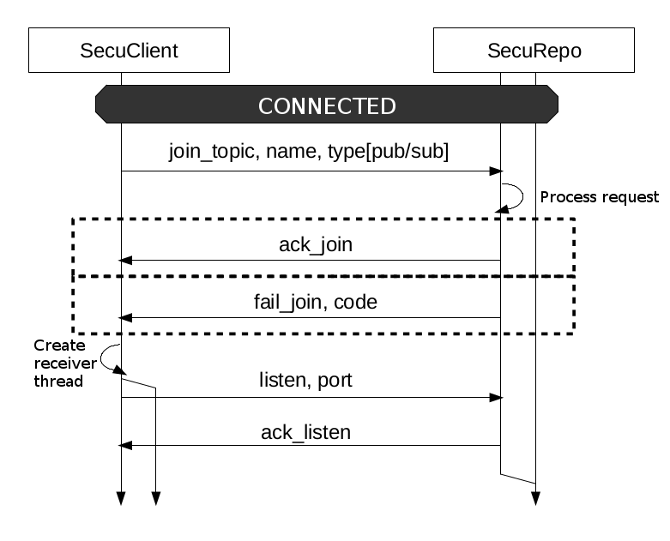 SecuClient
SecuRepo
CONNECTED
join_topic, name, type[pub/sub]
Process request
ack_join
fail_join, code
Create
receiver
thread
listen, port
ack_listen